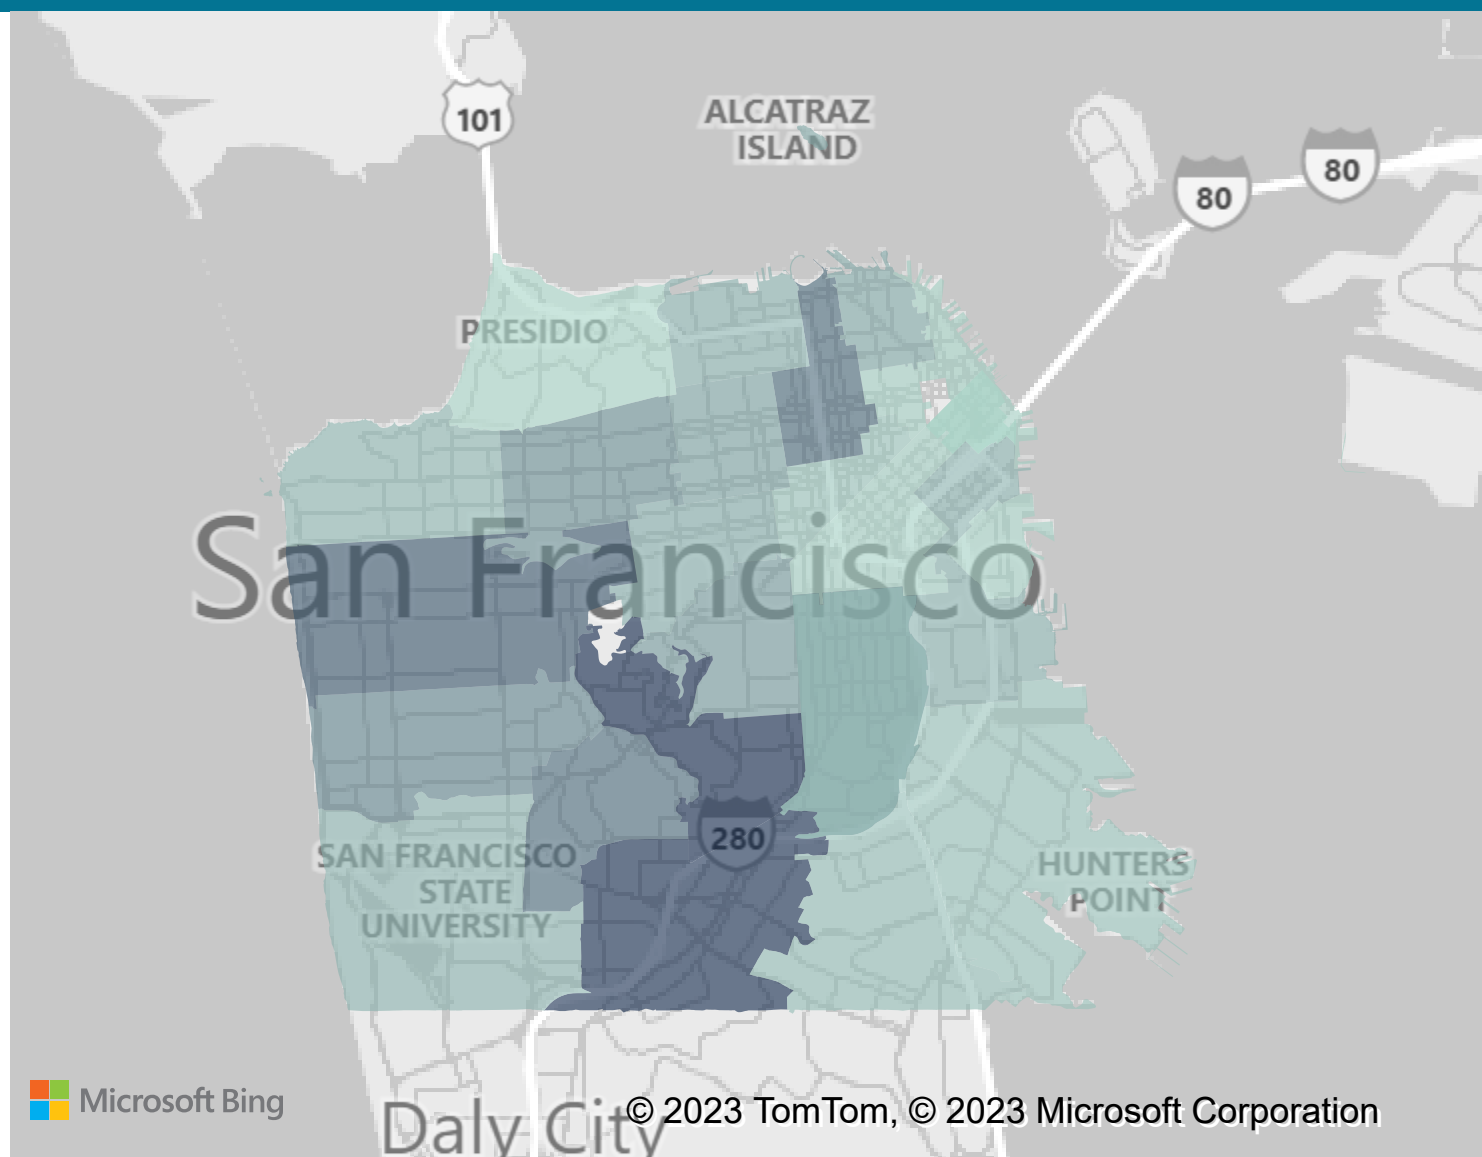 101
ALCATRAZ
ISLAND
80
80
PRESIDIO
San Francisco
280
SAN FRANCISCO
STATE
UNIVERSITY
HUNTERS
POINT
Microsoft Bing
Daly City
© 2023 TomTom, © 2023 Microsoft Corporation